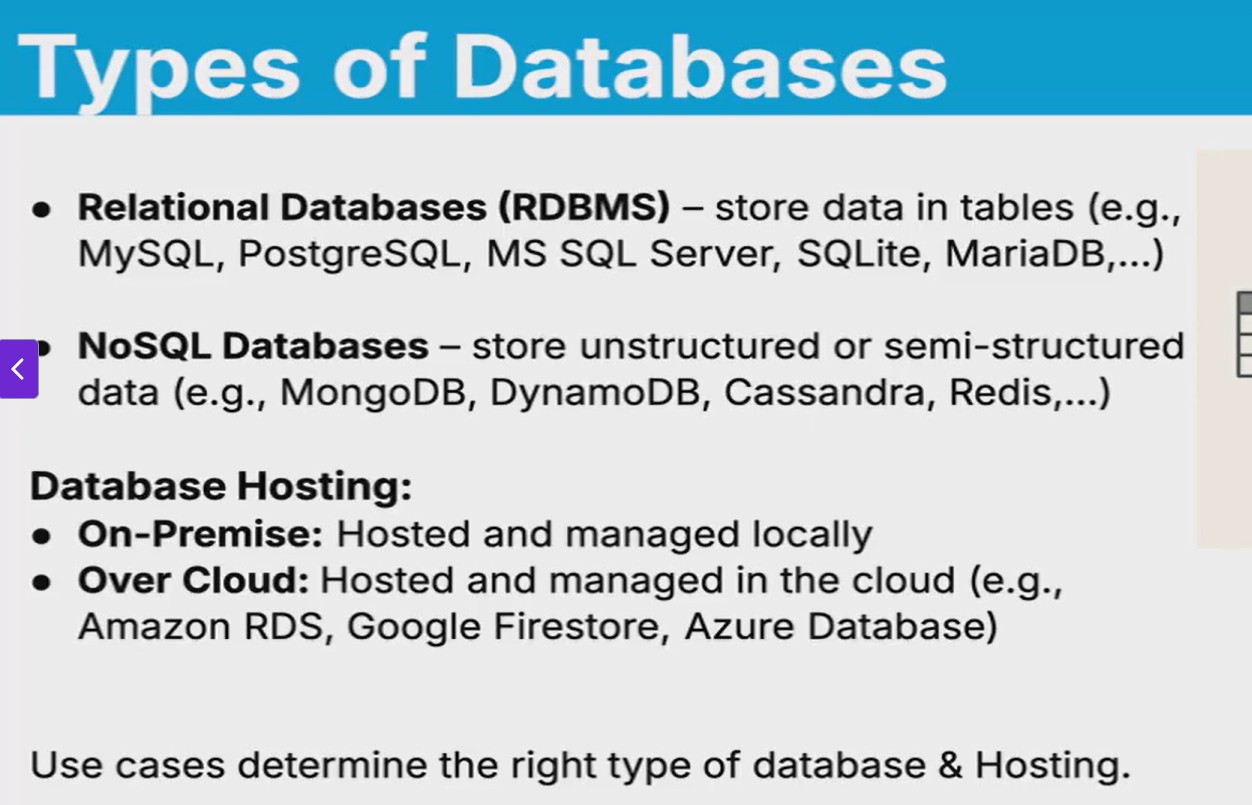 Types of Databases
● Relational Databases (RDBMS) – store data in tables (e.g.,
MySQL, PostgreSQL, MS SQL Server, SQLite, MariaDB,...)
● NoSQL Databases – store unstructured or semi-structured
data (e.g., MongoDB, DynamoDB, Cassandra, Redis,...)
Database Hosting:
● On-Premise: Hosted and managed locally
● Over Cloud: Hosted and managed in the cloud (e.g.,
Amazon RDS, Google Firestore, Azure Database)
Use cases determine the right type of database & Hosting.